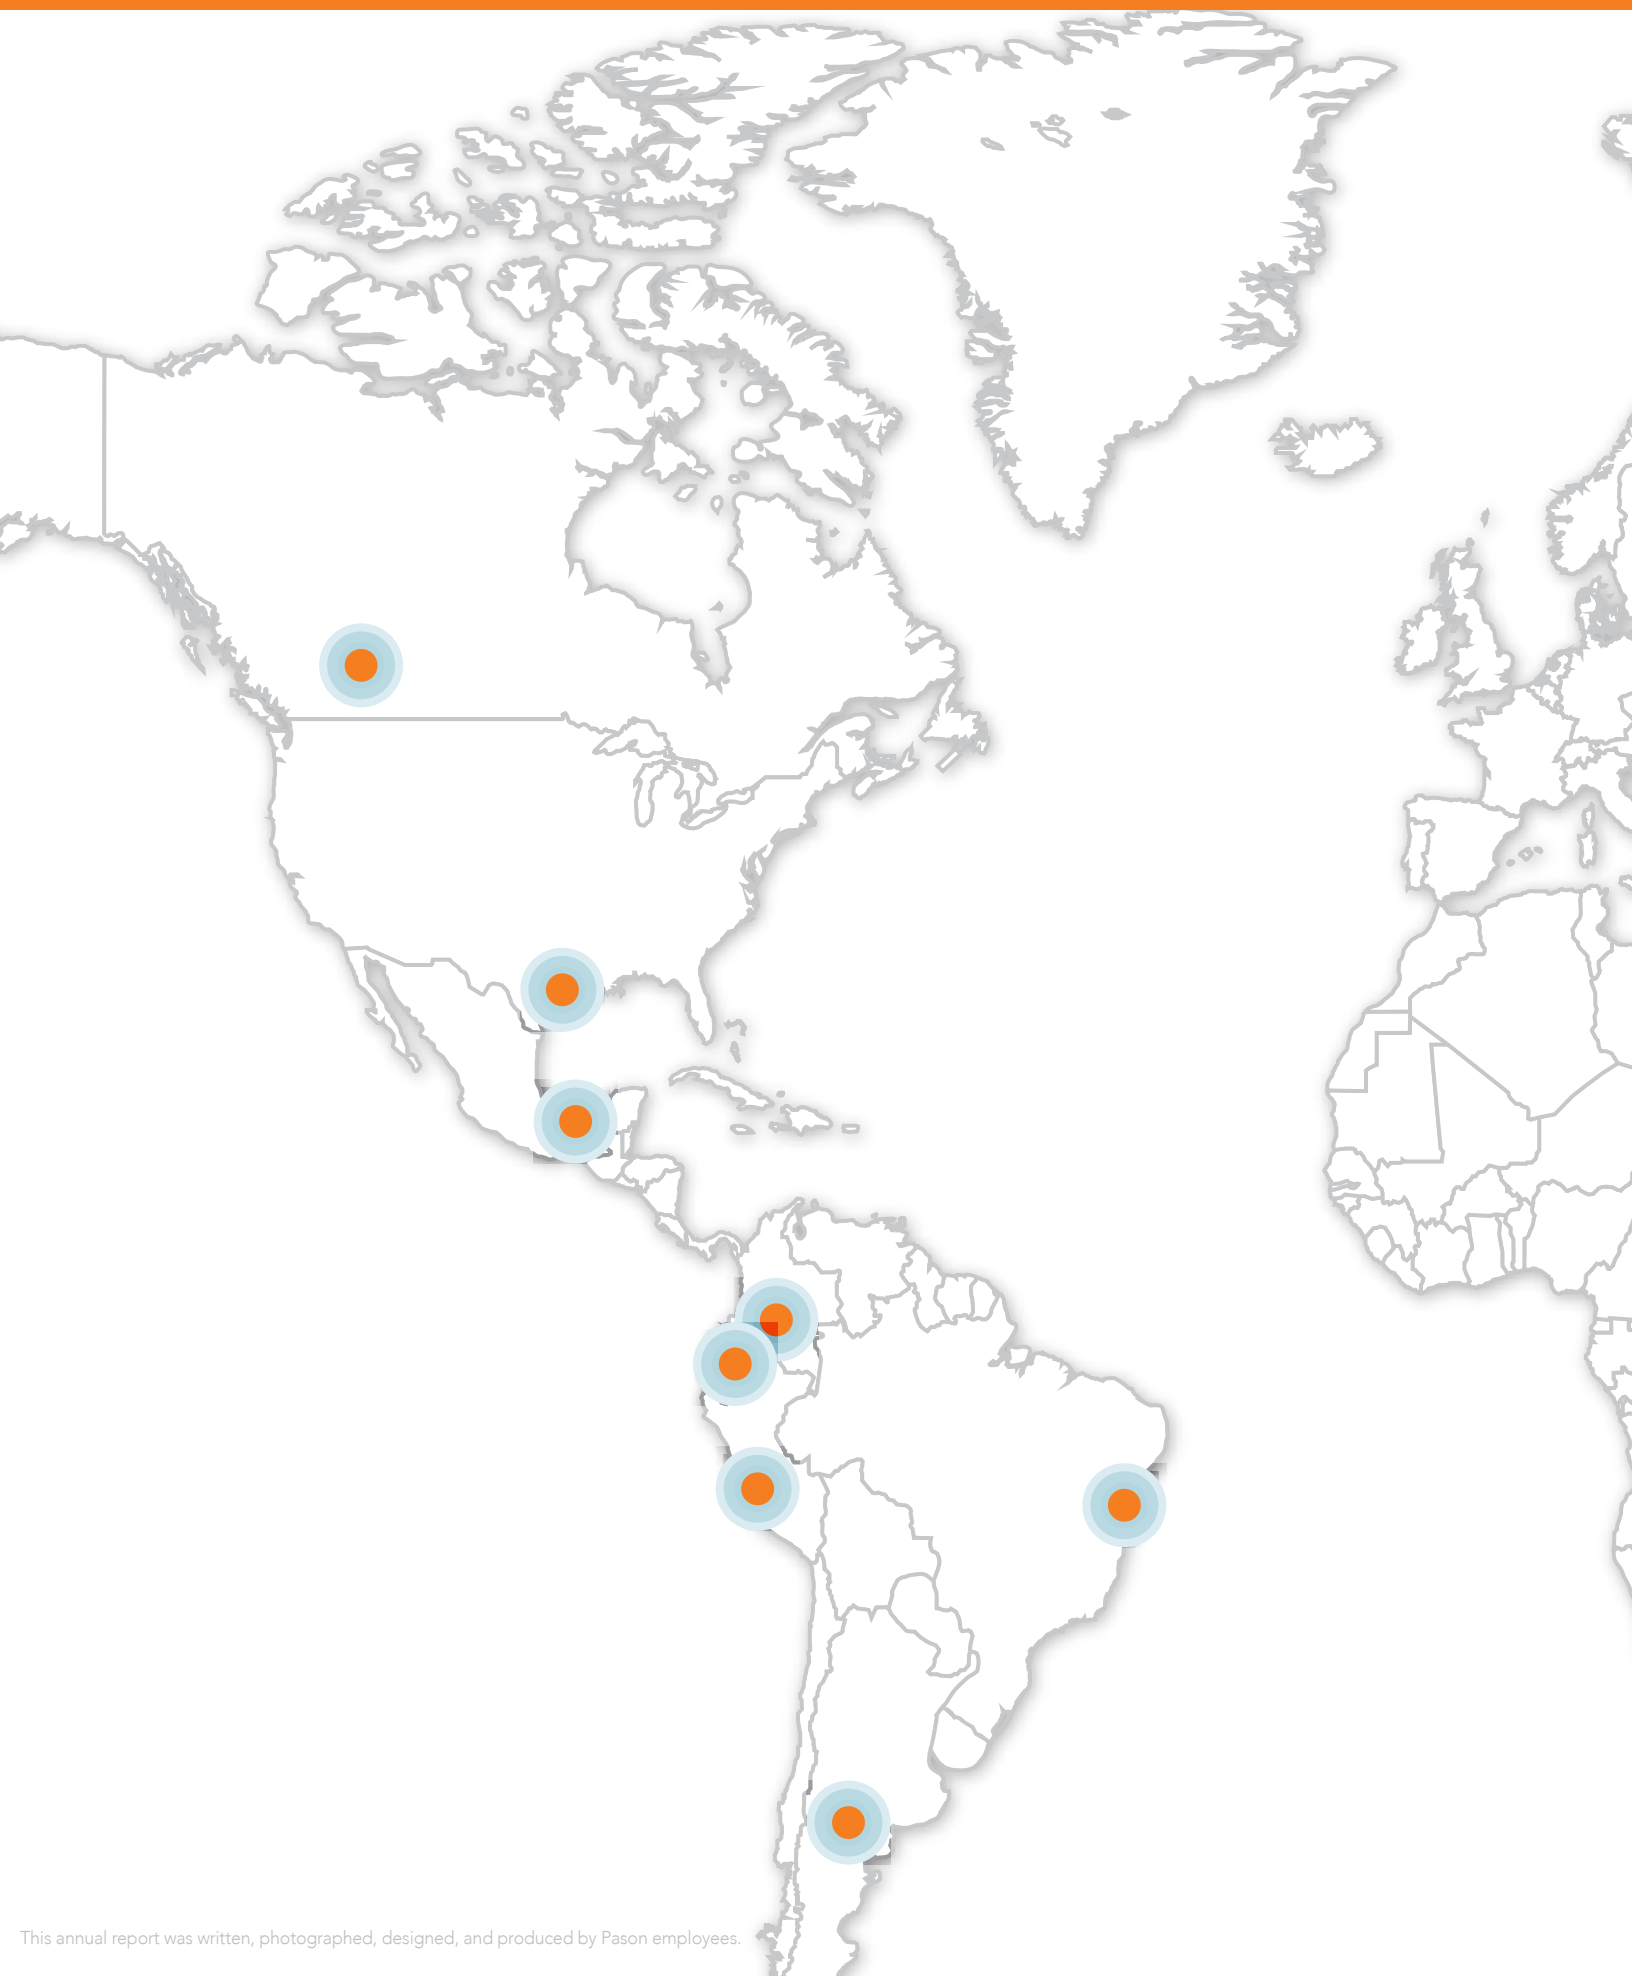 This annual report was written, photographed, designed, and produced by Pason employees.